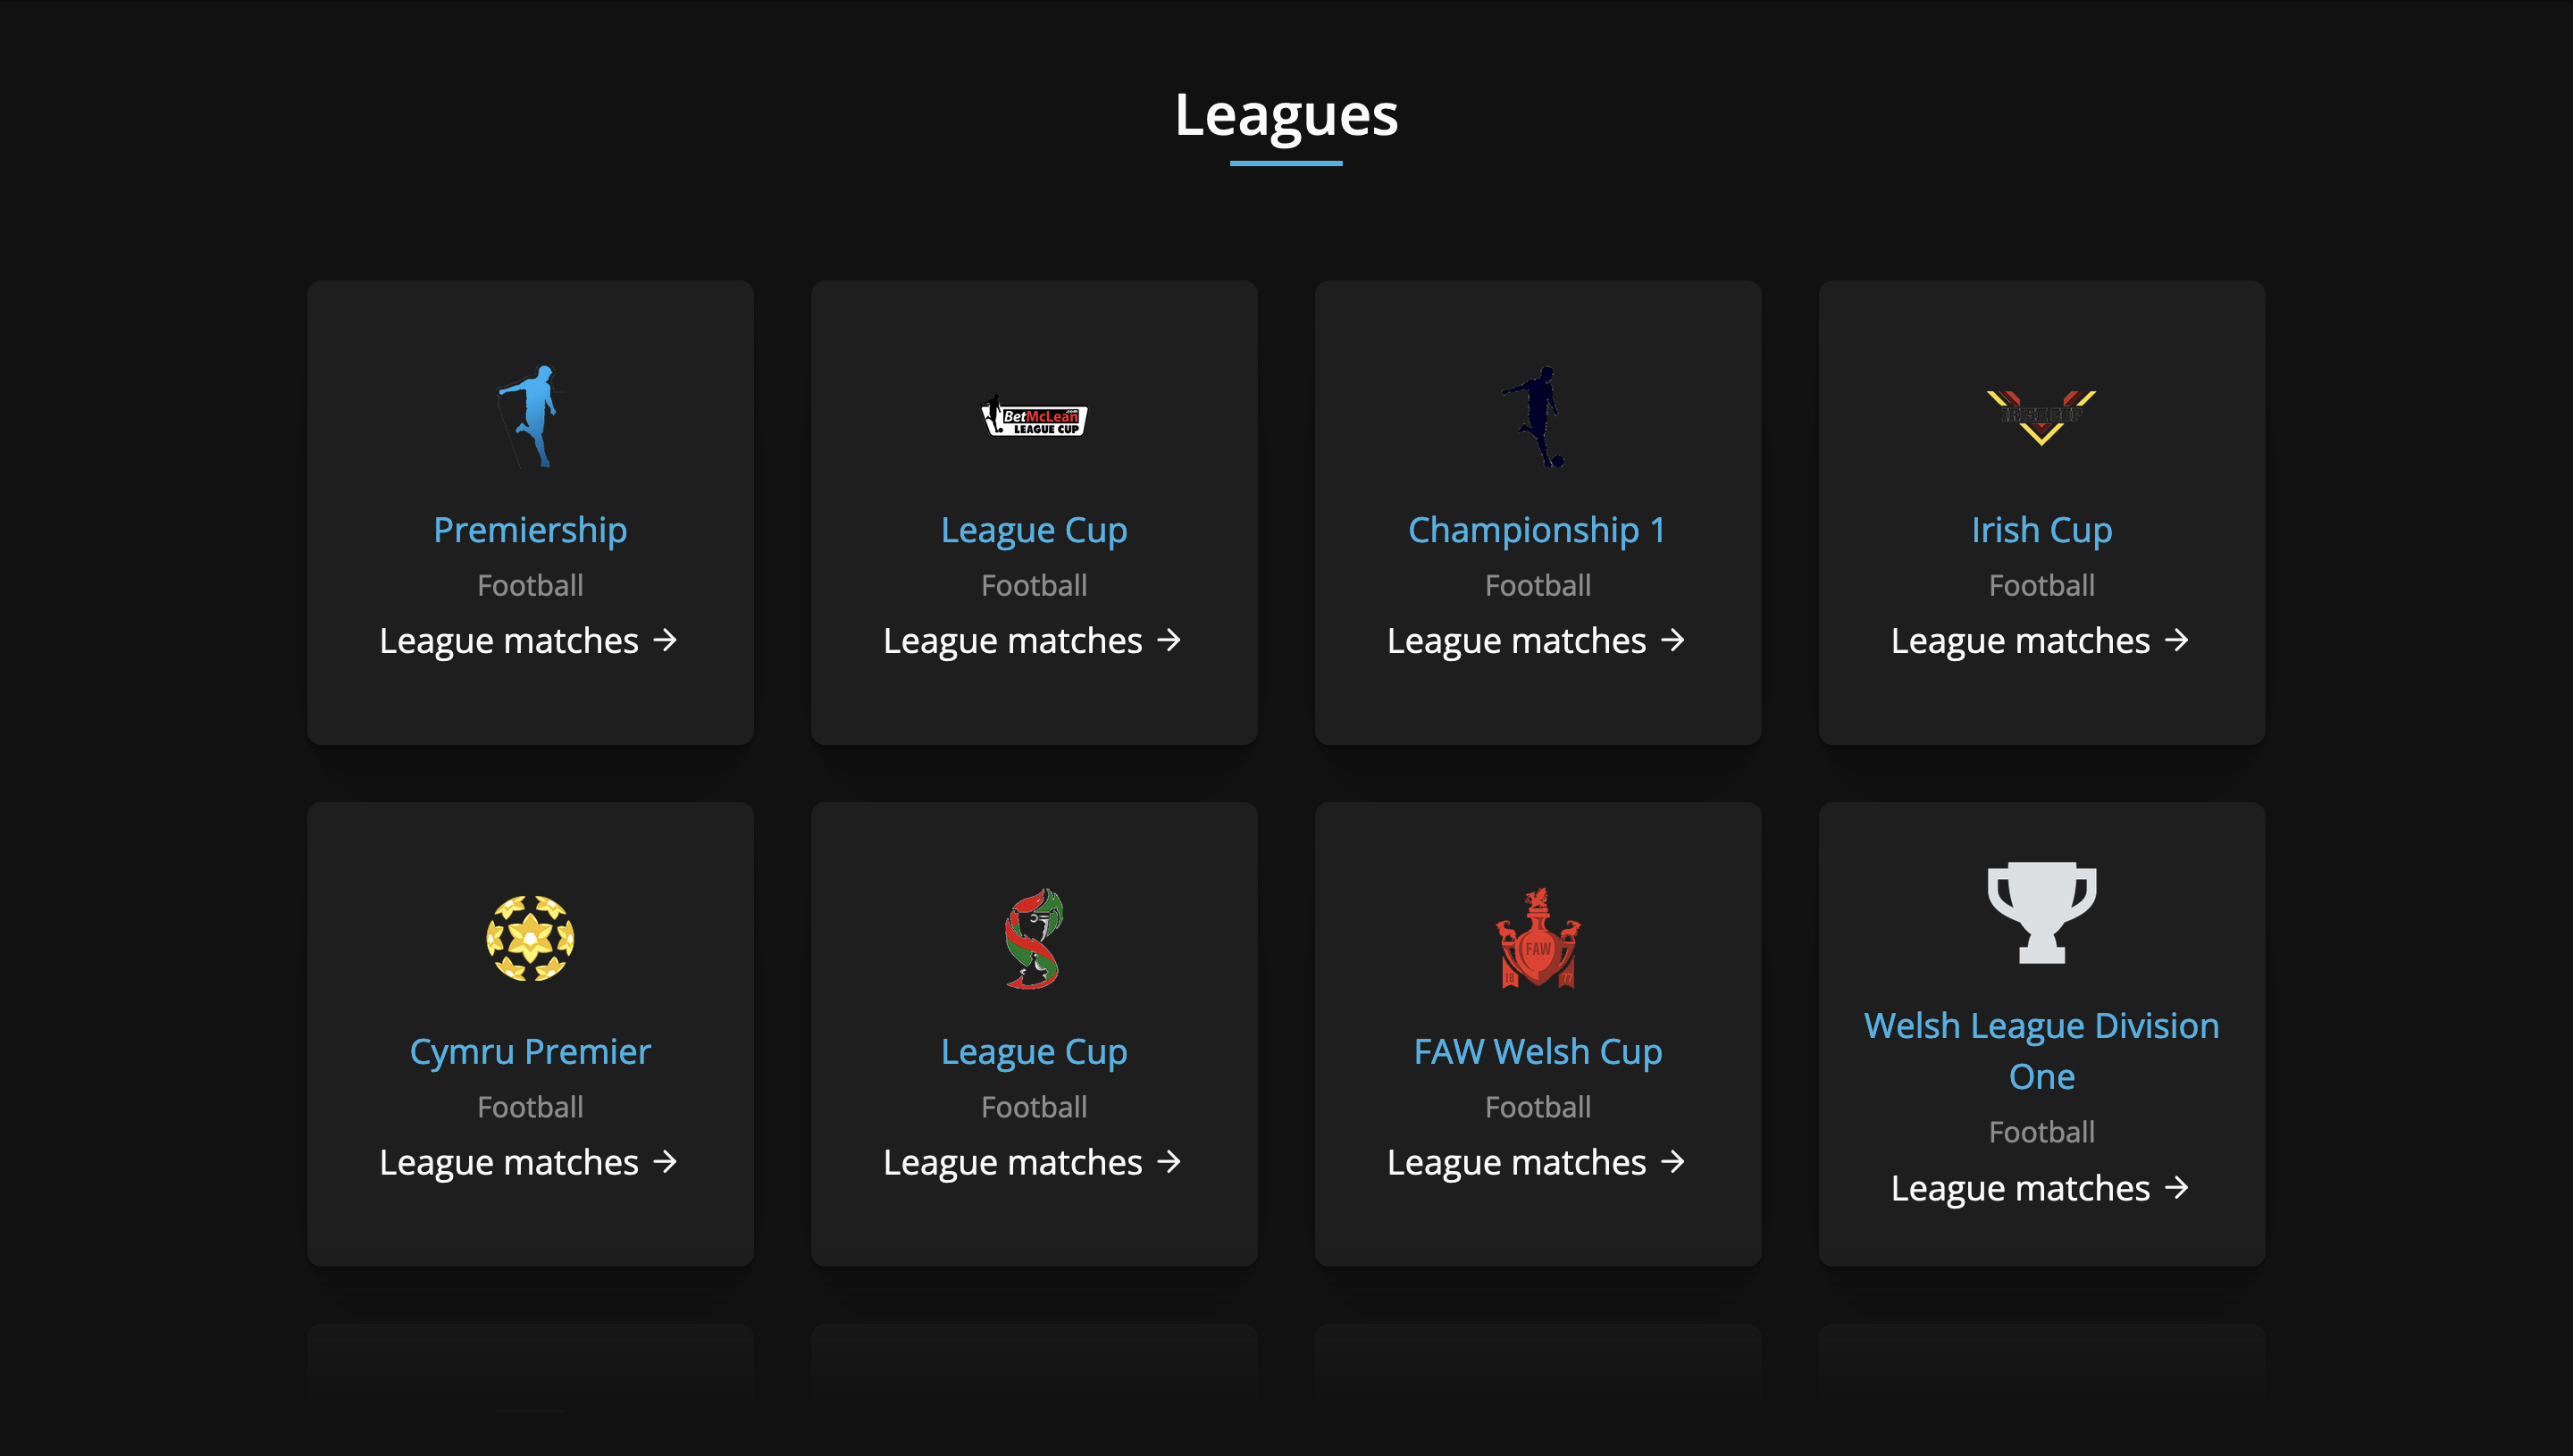 Leagues
BetMcLean.com
LEAGUE CUP
IRISH CUP
Premiership
League Cup
Championship 1
Irish Cup
Football
Football
Football
Football
League matches →
League matches →
League matches →
League matches →
FAW
18 77
Cymru Premier
League Cup
FAW Welsh Cup
Welsh League Division
One
Football
Football
Football
Football
League matches →
League matches →
League matches →
League matches →